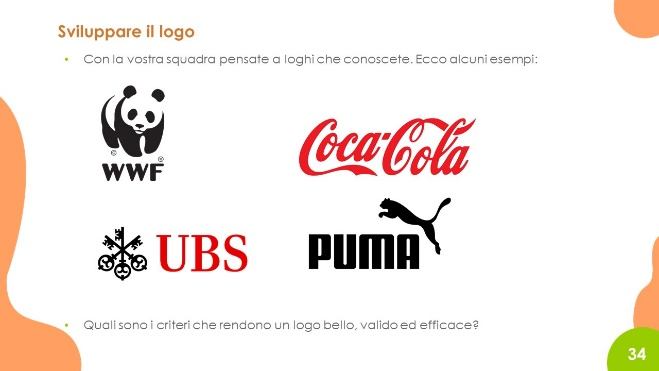 Sviluppare il logo
• Con la vostra squadra pensate a loghi che conoscete. Ecco alcuni esempi:
© ®
WWF
Coca-Cola
UBS
PUMA
• Quali sono i criteri che rendono un logo bello, valido ed efficace?
34